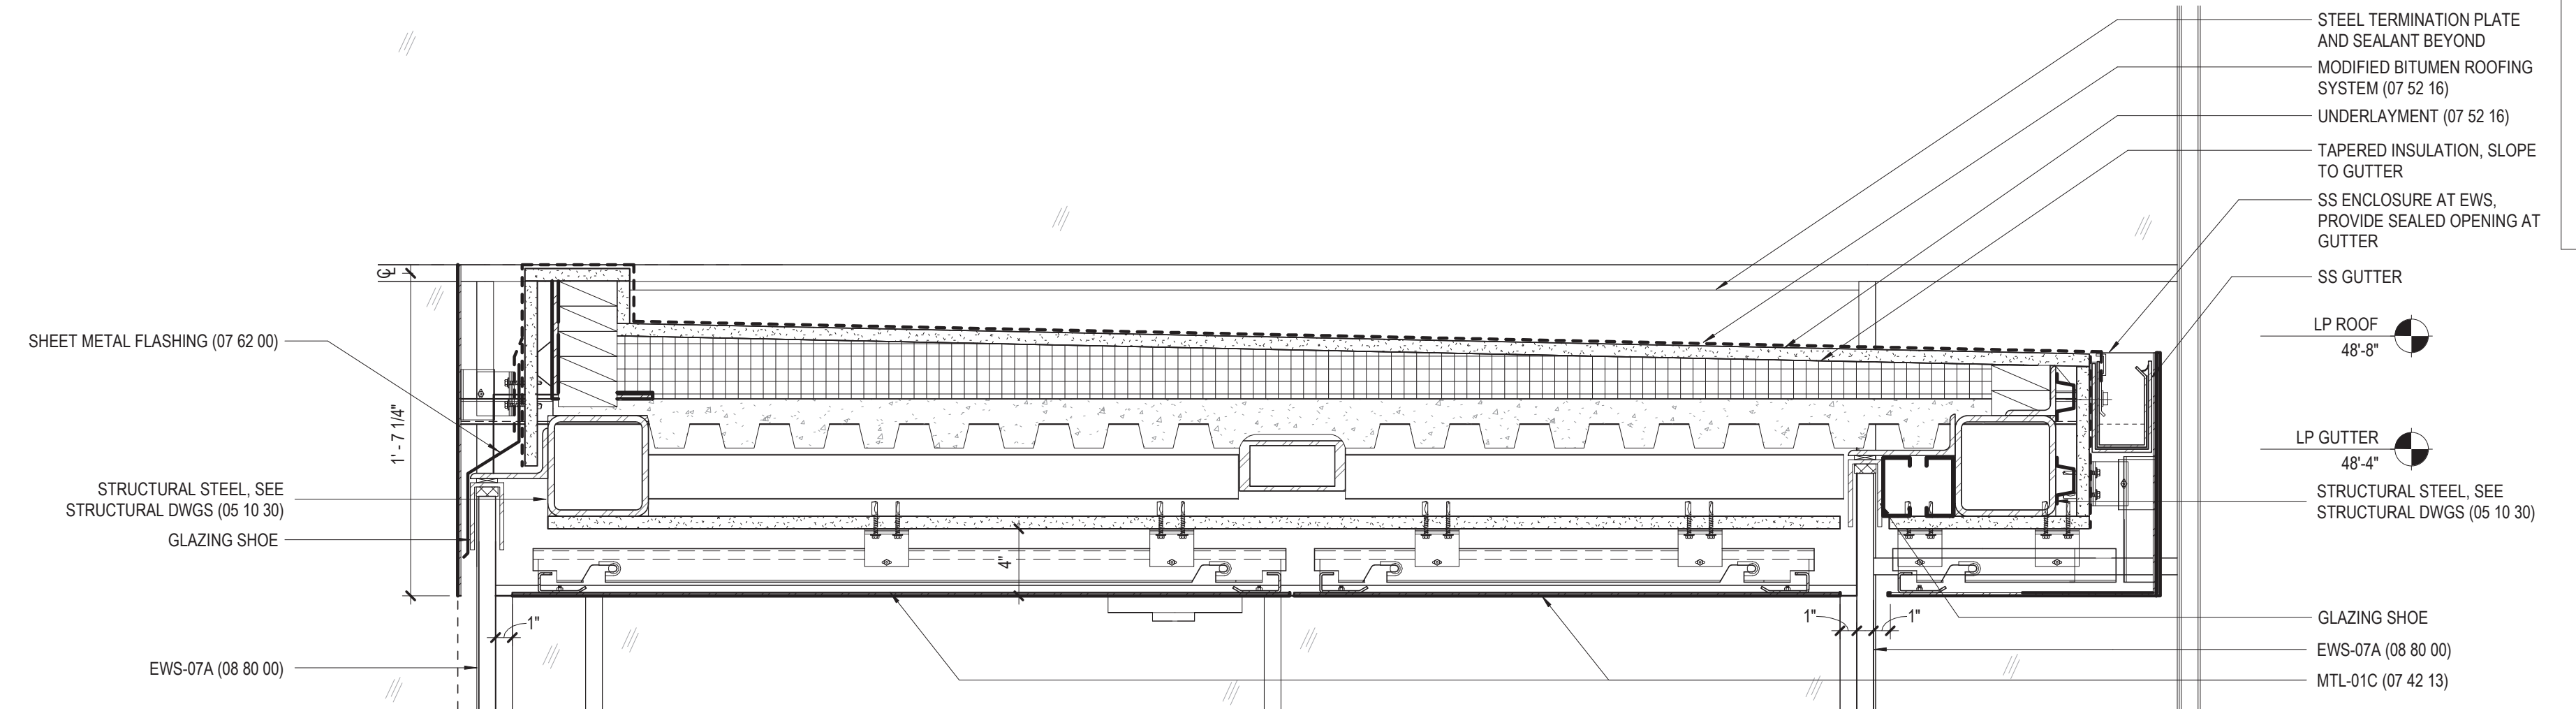 STEEL TERMINATION PLATE
AND SEALANT BEYOND
MODIFIED BITUMEN ROOFING
SYSTEM (07 52 16)
UNDERLAYMENT (07 52 16)
TAPERED INSULATION, SLOPE
TO GUTTER
SS ENCLOSURE AT EWS,
PROVIDE SEALED OPENING AT
GUTTER
SS GUTTER
LP ROOF
48'-8"
LP GUTTER
48'-4"
STRUCTURAL STEEL, SEE
STRUCTURAL DWGS (05 10 30)
GLAZING SHOE
EWS-07A (08 80 00)
MTL-01C (07 42 13)
SHEET METAL FLASHING (07 62 00)
STRUCTURAL STEEL, SEE
STRUCTURAL DWGS (05 10 30)
GLAZING SHOE
EWS-07A (08 80 00)
CL
1' - 7 1/4"
4"
1"
1"
1"